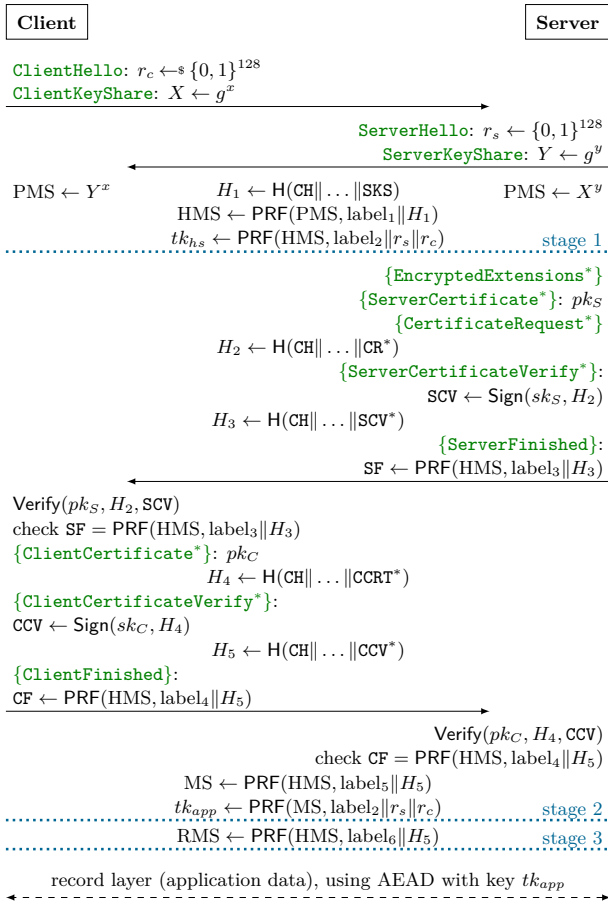 Client Server
ClientHello: r_c ←$ {0, 1}^128
ClientKeyShare: X ← g^x
ServerHello: r_s ← {0, 1}^128
ServerKeyShare: Y ← g^y
PMS ← Y^x H_1 ← H(CH‖ . . . ‖SKS) PMS ← X^y
HMS ← PRF(PMS, label_1‖H_1)
tk_hs ← PRF(HMS, label_2‖r_s‖r_c) stage 1
{EncryptedExtensions*}
{ServerCertificate*}: pk_S
{CertificateRequest*}
H_2 ← H(CH‖ . . . ‖CR*)
{ServerCertificateVerify*}:
SCV ← Sign(sk_S, H_2)
H_3 ← H(CH‖ . . . ‖SCV*)
{ServerFinished}:
SF ← PRF(HMS, label_3‖H_3)
Verify(pk_S, H_2, SCV)
check SF = PRF(HMS, label_3‖H_3)
{ClientCertificate*}: pk_C
H_4 ← H(CH‖ . . . ‖CCRT*)
{ClientCertificateVerify*}:
CCV ← Sign(sk_C, H_4)
H_5 ← H(CH‖ . . . ‖CCV*)
{ClientFinished}:
CF ← PRF(HMS, label_4‖H_5)
Verify(pk_C, H_4, CCV)
check CF = PRF(HMS, label_4‖H_5)
MS ← PRF(HMS, label_5‖H_5)
tk_app ← PRF(MS, label_2‖r_s‖r_c) stage 2
RMS ← PRF(HMS, label_6‖H_5) stage 3
record layer (application data), using AEAD with key tk_app